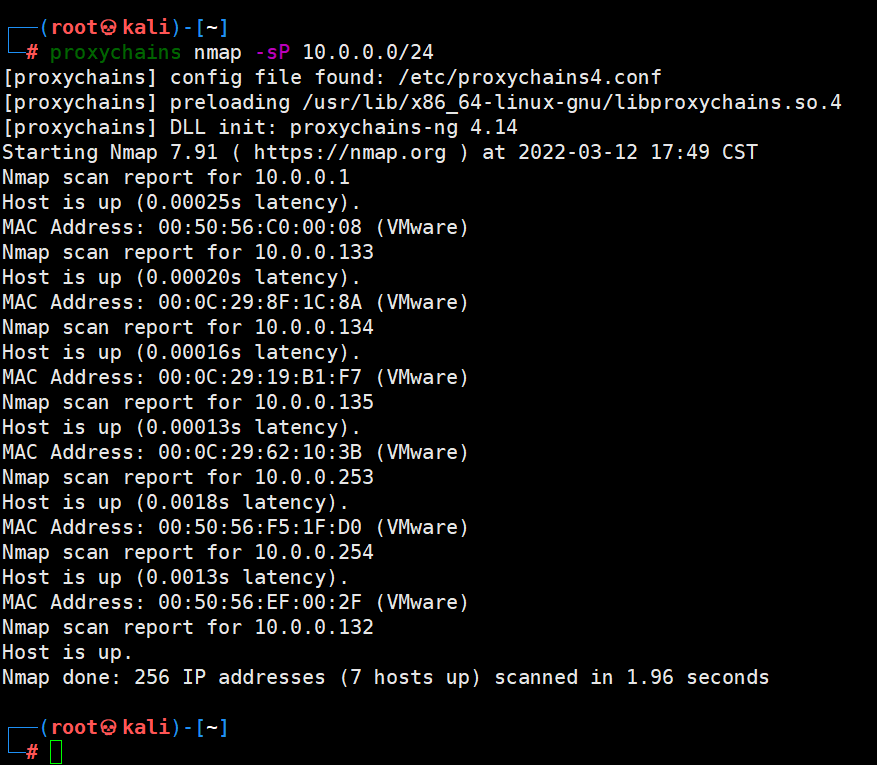 ┌──(root💀kali)-[~]
└─# proxychains nmap -sP 10.0.0.0/24
[proxychains] config file found: /etc/proxychains4.conf
[proxychains] preloading /usr/lib/x86_64-linux-gnu/libproxychains.so.4
[proxychains] DLL init: proxychains-ng 4.14
Starting Nmap 7.91 ( https://nmap.org ) at 2022-03-12 17:49 CST
Nmap scan report for 10.0.0.1
Host is up (0.00025s latency).
MAC Address: 00:50:56:C0:00:08 (VMware)
Nmap scan report for 10.0.0.133
Host is up (0.00020s latency).
MAC Address: 00:0C:29:8F:1C:8A (VMware)
Nmap scan report for 10.0.0.134
Host is up (0.00016s latency).
MAC Address: 00:0C:29:19:B1:F7 (VMware)
Nmap scan report for 10.0.0.135
Host is up (0.00013s latency).
MAC Address: 00:0C:29:62:10:3B (VMware)
Nmap scan report for 10.0.0.253
Host is up (0.0018s latency).
MAC Address: 00:50:56:F5:1F:D0 (VMware)
Nmap scan report for 10.0.0.254
Host is up (0.0013s latency).
MAC Address: 00:50:56:EF:00:2F (VMware)
Nmap scan report for 10.0.0.132
Host is up.
Nmap done: 256 IP addresses (7 hosts up) scanned in 1.96 seconds
┌──(root💀kali)-[~]
└─#